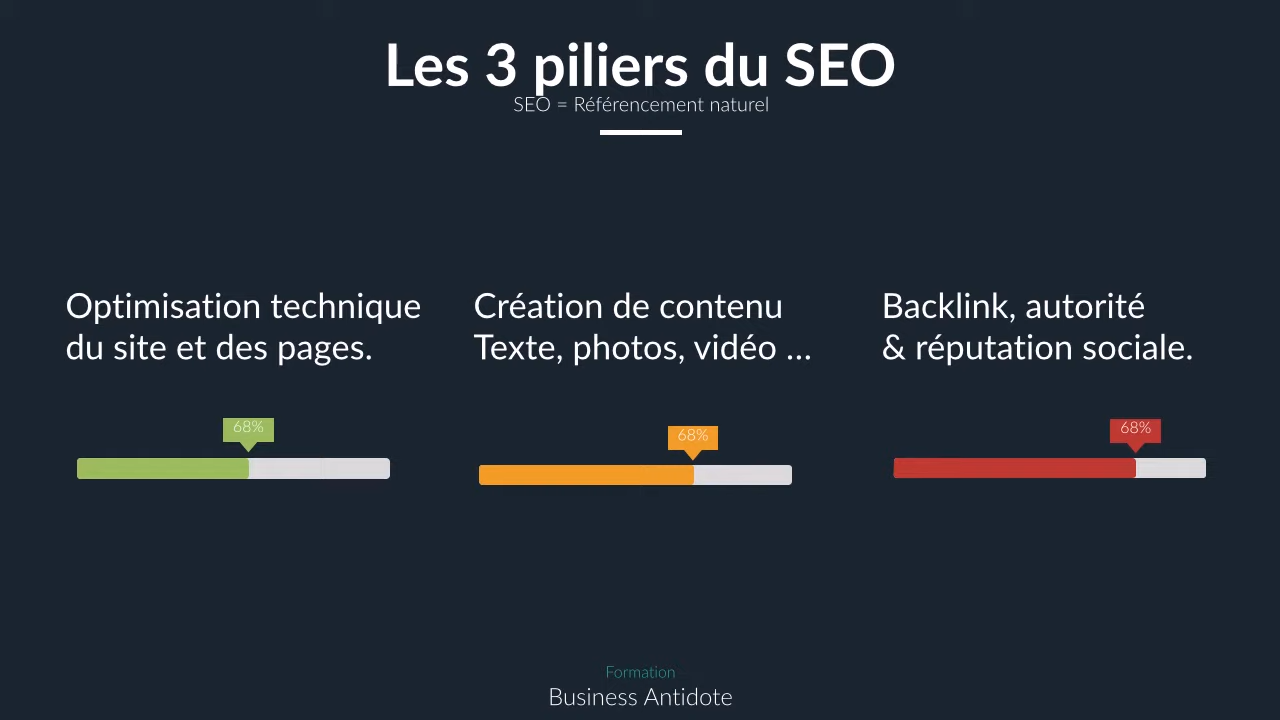 Les 3 piliers du SEO
SEO = Référencement naturel
Optimisation technique
du site et des pages.
68%
Création de contenu
Texte, photos, vidéo ...
68%
Backlink, autorité
& réputation sociale.
68%
Formation
Business Antidote